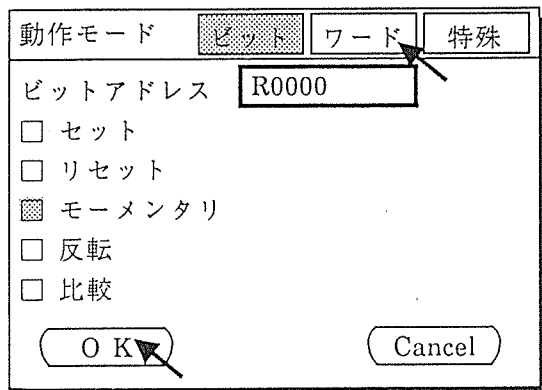 動作モード ビット ワード 特殊
ビットアドレス R0000
□ セット
□ リセット
▩ モーメンタリ
□ 反転
□ 比較
OK Cancel